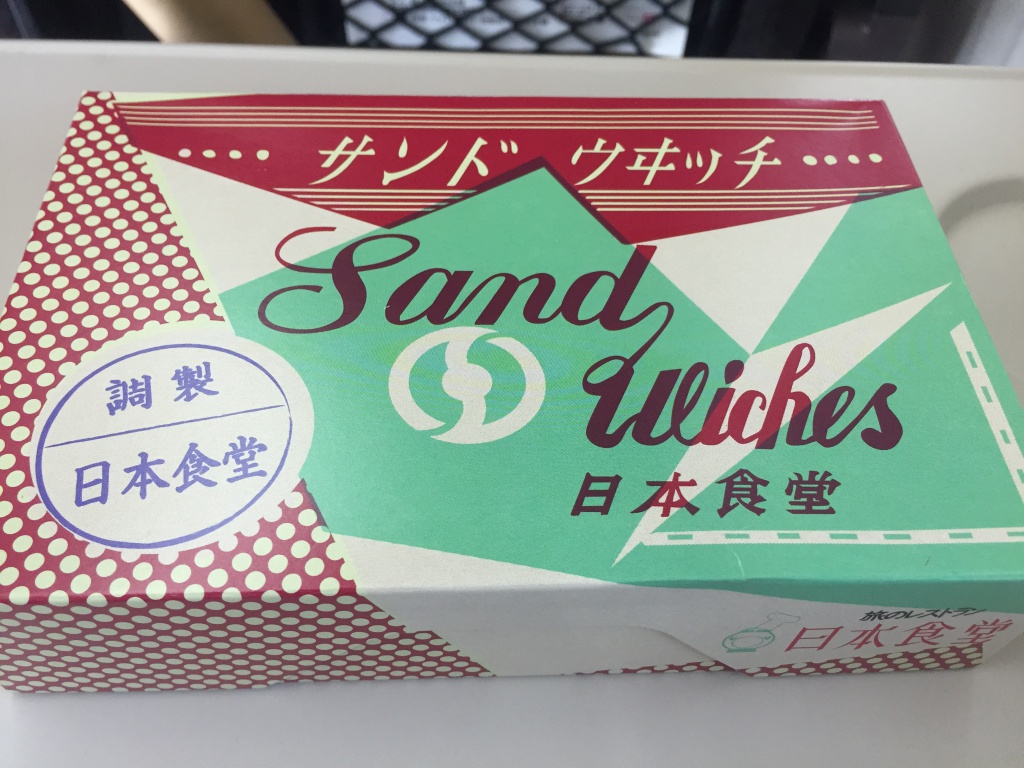 サンドウヰッチ
Sand
Wiches
日本食堂
調製
日本食堂
旅のレストラン
日本食堂